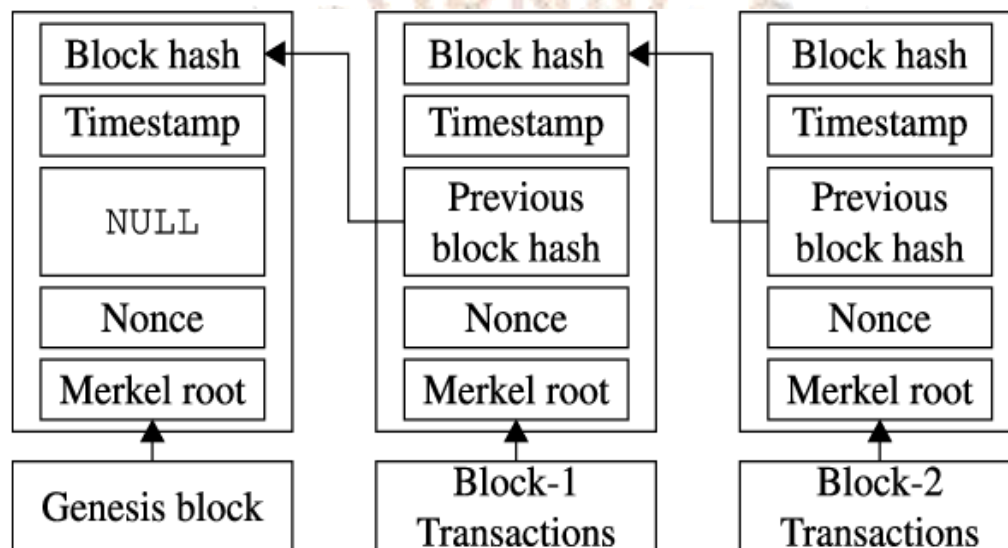 Block hash
Timestamp
NULL
Nonce
Merkel root
Genesis block
Block hash
Timestamp
Previous
block hash
Nonce
Merkel root
Block-1
Transactions
Block hash
Timestamp
Previous
block hash
Nonce
Merkel root
Block-2
Transactions